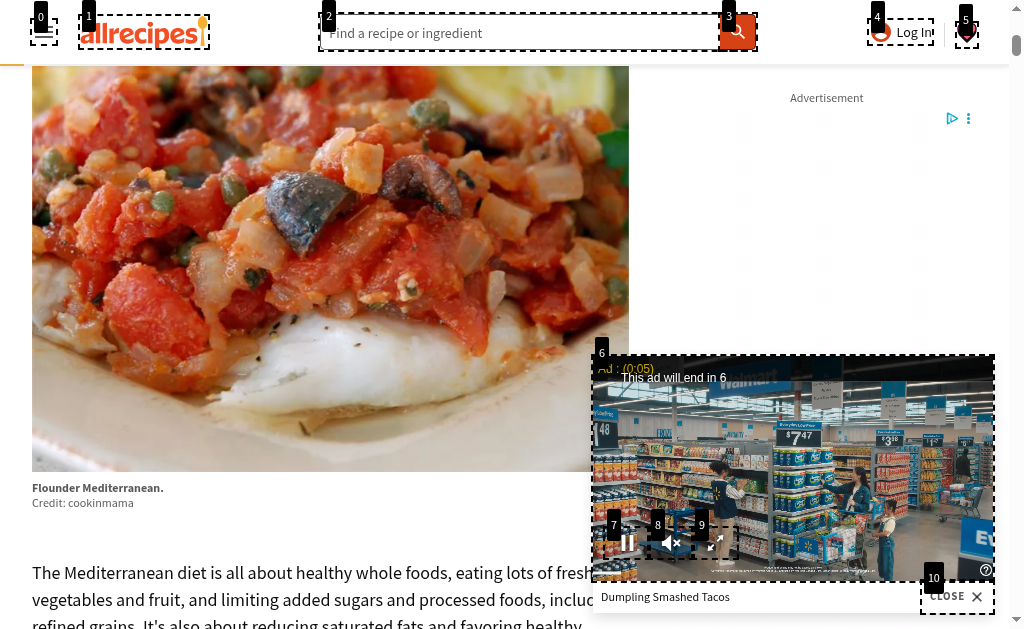 0
1
2
3
4
5
allrecipes
Find a recipe or ingredient
Log In
Advertisement
6
Ad : (0:05)
This ad will end in 6
Walmart
48
$7 47
7
8
9
Flounder Mediterranean.
Credit: cookinmama
The Mediterranean diet is all about healthy whole foods, eating lots of fresh
vegetables and fruit, and limiting added sugars and processed foods, includ
refined grains. It's also about reducing saturated fats and favoring healthy
10
Dumpling Smashed Tacos
CLOSE